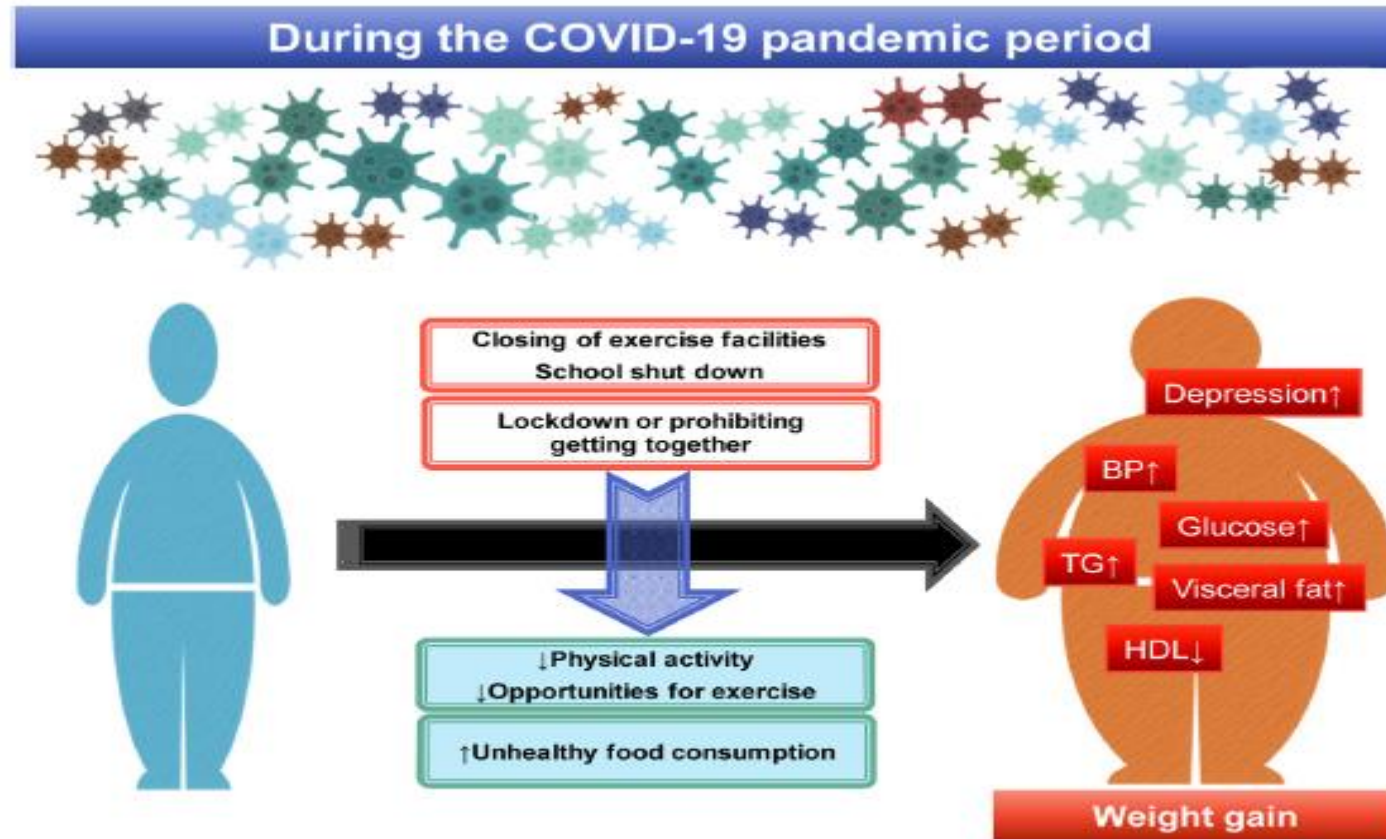 During the COVID-19 pandemic period
Closing of exercise facilities
School shut down
Lockdown or prohibiting
getting together
↓Physical activity
↓Opportunities for exercise
↑Unhealthy food consumption
Depression↑
BP↑
Glucose↑
TG↑
Visceral fat↑
HDL↓
Weight gain